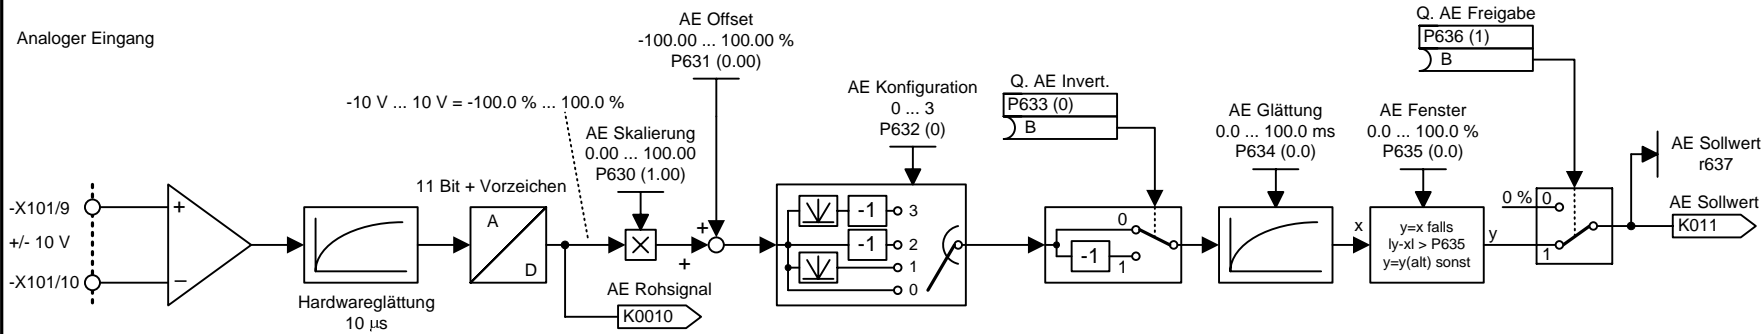 Analoger Eingang
-X101/9
+/- 10 V
-X101/10
+
−
Hardwareglättung
10 µs
11 Bit + Vorzeichen
A
D
-10 V ... 10 V = -100.0 % ... 100.0 %
AE Skalierung
0.00 ... 100.00
P630 (1.00)
AE Rohsignal
K0010
AE Offset
-100.00 ... 100.00 %
P631 (0.00)
+
+
AE Konfiguration
0 ... 3
P632 (0)
-1
3
-1
2
1
0
Q. AE Invert.
P633 (0)
B
0
-1
1
AE Glättung
0.0 ... 100.0 ms
P634 (0.0)
x
AE Fenster
0.0 ... 100.0 %
P635 (0.0)
y=x falls
Iy-xI > P635
y=y(alt) sonst
y
Q. AE Freigabe
P636 (1)
B
0 %
0
1
AE Sollwert
r637
AE Sollwert
K011